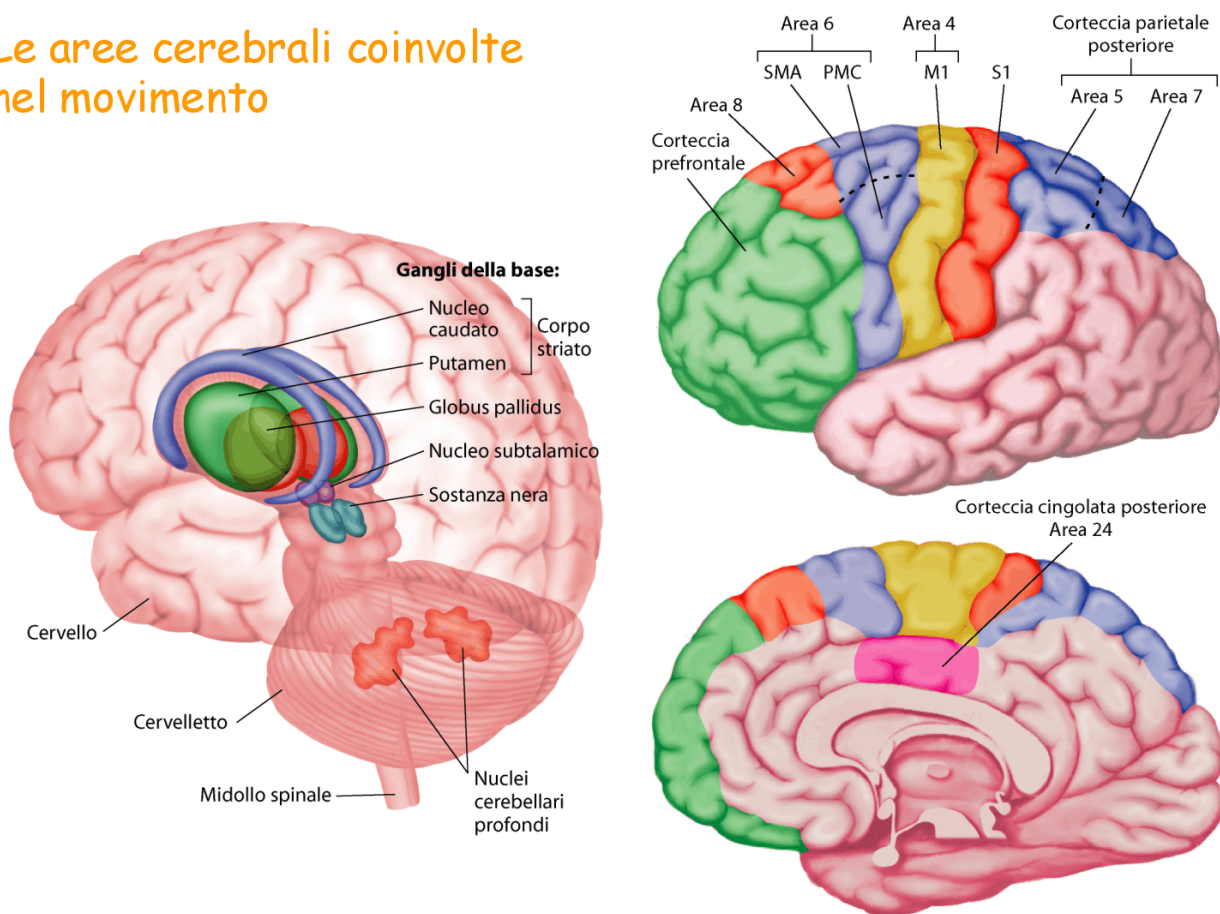 Le aree cerebrali coinvolte
nel movimento
Gangli della base:
Nucleo
caudato
Putamen
Corpo
striato
Globus pallidus
Nucleo subtalamico
Sostanza nera
Cervello
Cervelletto
Midollo spinale
Nuclei
cerebellari
profondi
Area 6
Area 4
Corteccia parietale
posteriore
SMA
PMC
M1
S1
Area 5
Area 7
Area 8
Corteccia
prefrontale
Corteccia cingolata posteriore
Area 24